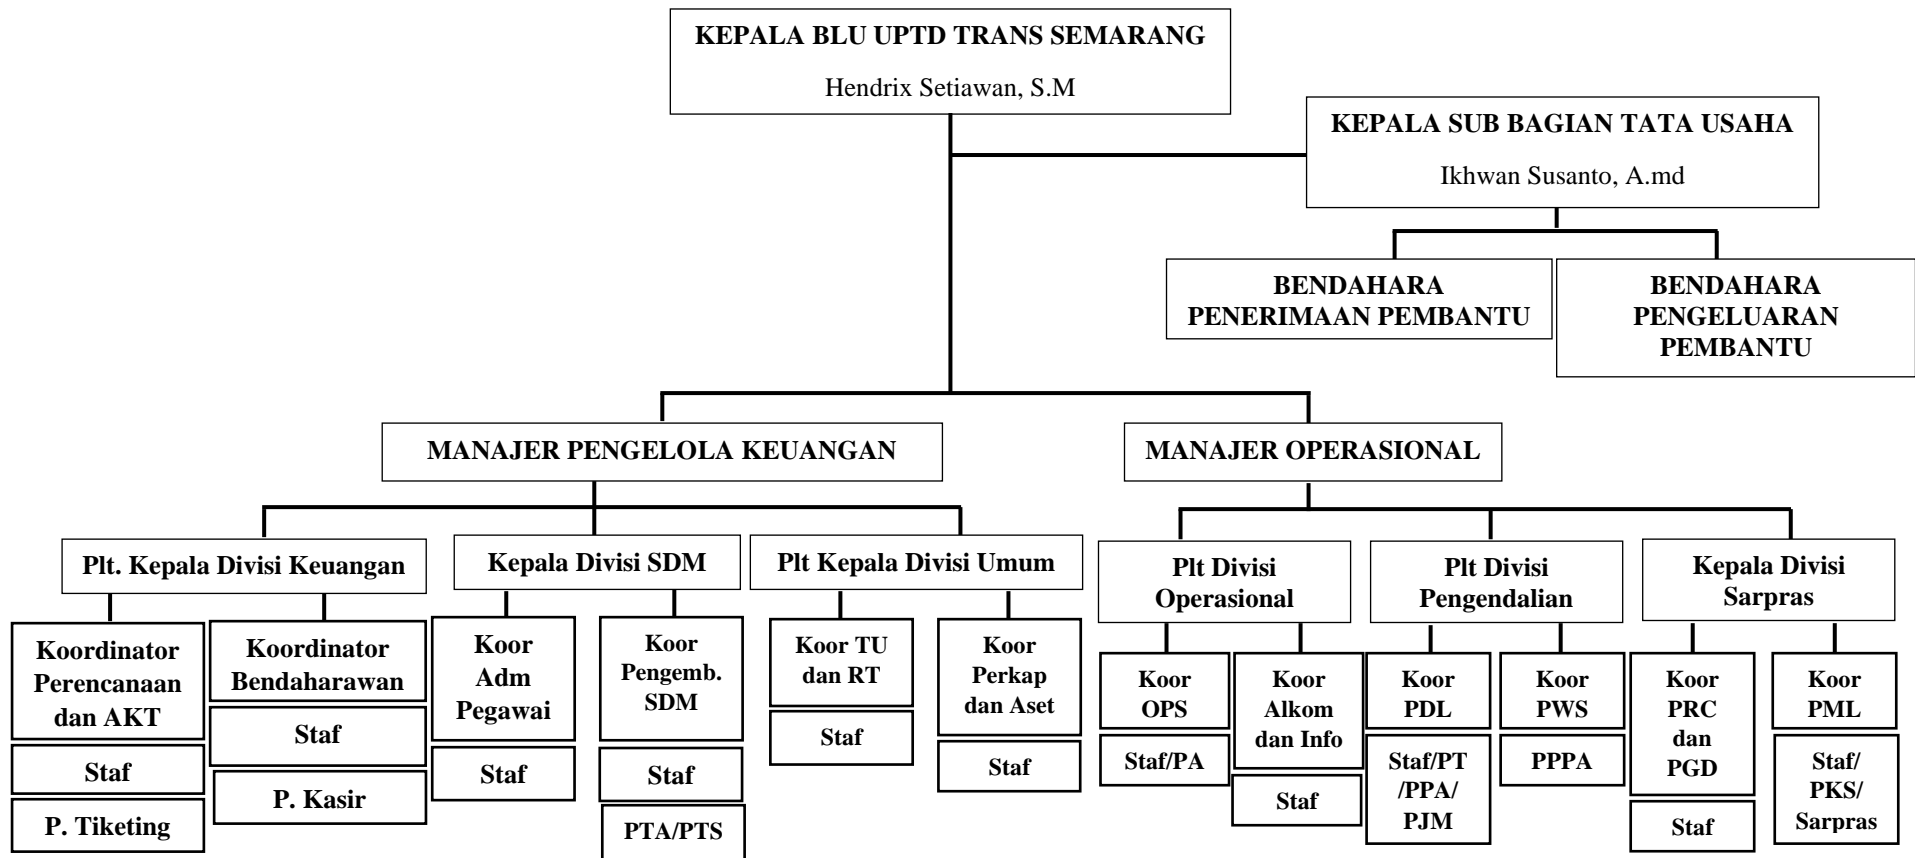 KEPALA BLU UPTD TRANS SEMARANG
Hendrix Setiawan, S.M
KEPALA SUB BAGIAN TATA USAHA
Ikhwan Susanto, A.md
BENDAHARA
PENERIMAAN PEMBANTU
BENDAHARA
PENGELUARAN
PEMBANTU
MANAJER PENGELOLA KEUANGAN
MANAJER OPERASIONAL
Plt. Kepala Divisi Keuangan
Kepala Divisi SDM
Plt Kepala Divisi Umum
Plt Divisi
Operasional
Plt Divisi
Pengendalian
Kepala Divisi
Sarpras
Koordinator
Perencanaan
dan AKT
Staf
P. Tiketing
Koordinator
Bendaharawan
Staf
P. Kasir
Koor
Adm
Pegawai
Staf
Koor
Pengemb.
SDM
Staf
PTA/PTS
Koor TU
dan RT
Staf
Koor
Perkap
dan Aset
Staf
Koor
OPS
Staf/PA
Koor
Alkom
dan Info
Staf
Koor
PDL
Staf/PT
/PPA/
PJM
Koor
PWS
PPPA
Koor
PRC
dan
PGD
Staf
Koor
PML
Staf/
PKS/
Sarpras